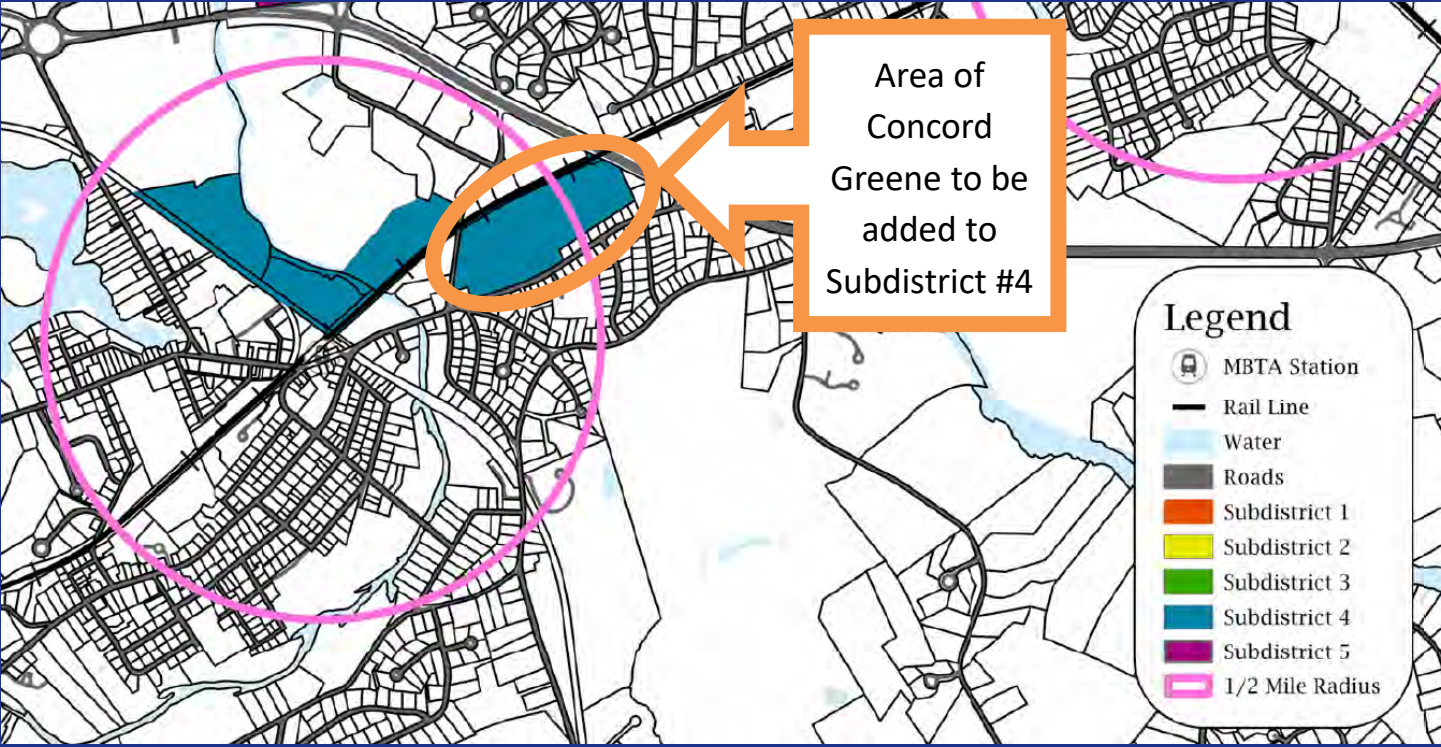 Area of
Concord
Greene to be
added to
Subdistrict #4
Legend
MBTA Station
Rail Line
Water
Roads
Subdistrict 1
Subdistrict 2
Subdistrict 3
Subdistrict 4
Subdistrict 5
1/2 Mile Radius